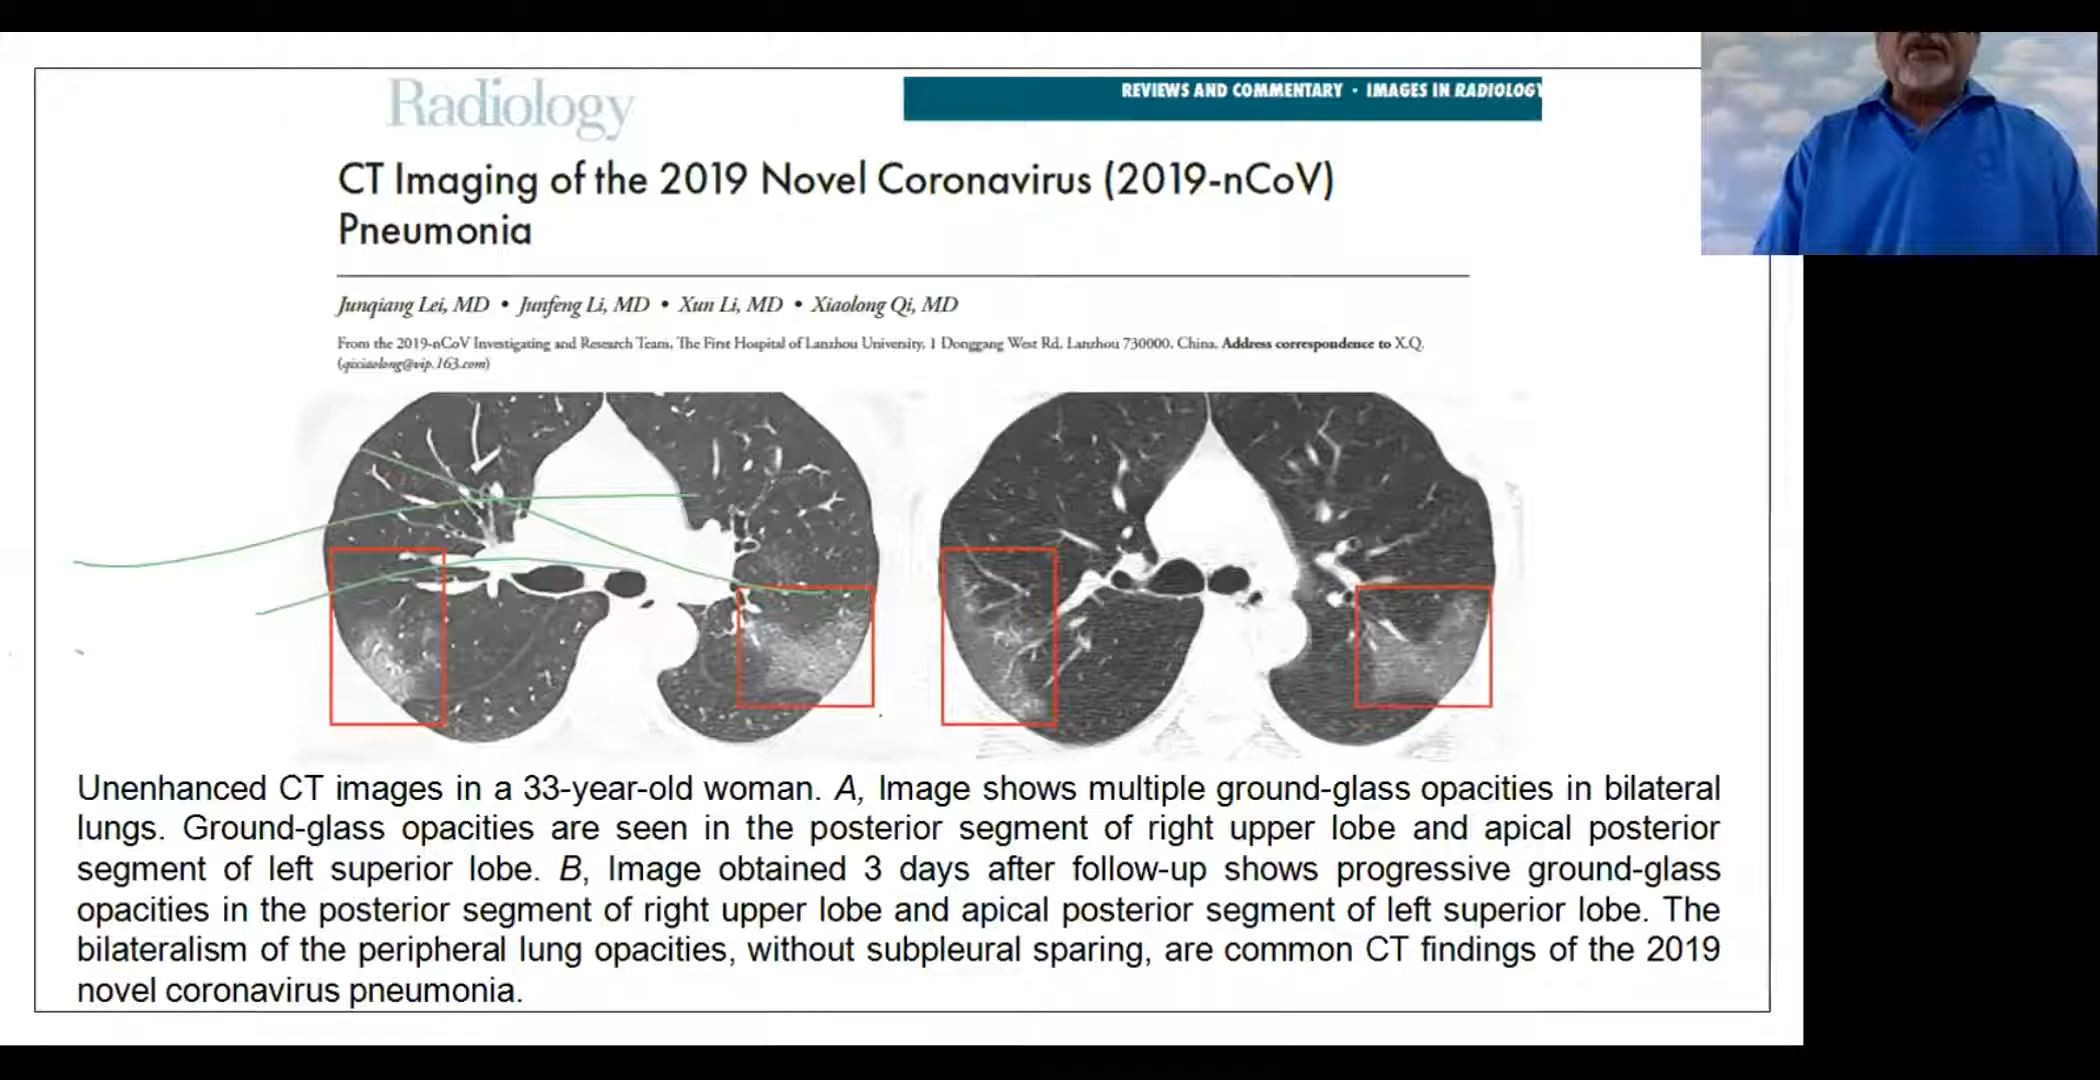 Radiology
REVIEWS AND COMMENTARY • IMAGES IN RADIOLOGY
CT Imaging of the 2019 Novel Coronavirus (2019-nCoV)
Pneumonia
Junqiang Lei, MD • Junfeng Li, MD • Xun Li, MD • Xiaolong Qi, MD
From the 2019-nCoV Investigating and Research Team, The First Hospital of Lanzhou University, 1 Donggang West Rd, Lanzhou 730000, China. Address correspondence to X.Q.
(qixiaolong@vip.163.com)
Unenhanced CT images in a 33-year-old woman. A, Image shows multiple ground-glass opacities in bilateral
lungs. Ground-glass opacities are seen in the posterior segment of right upper lobe and apical posterior
segment of left superior lobe. B, Image obtained 3 days after follow-up shows progressive ground-glass
opacities in the posterior segment of right upper lobe and apical posterior segment of left superior lobe. The
bilateralism of the peripheral lung opacities, without subpleural sparing, are common CT findings of the 2019
novel coronavirus pneumonia.